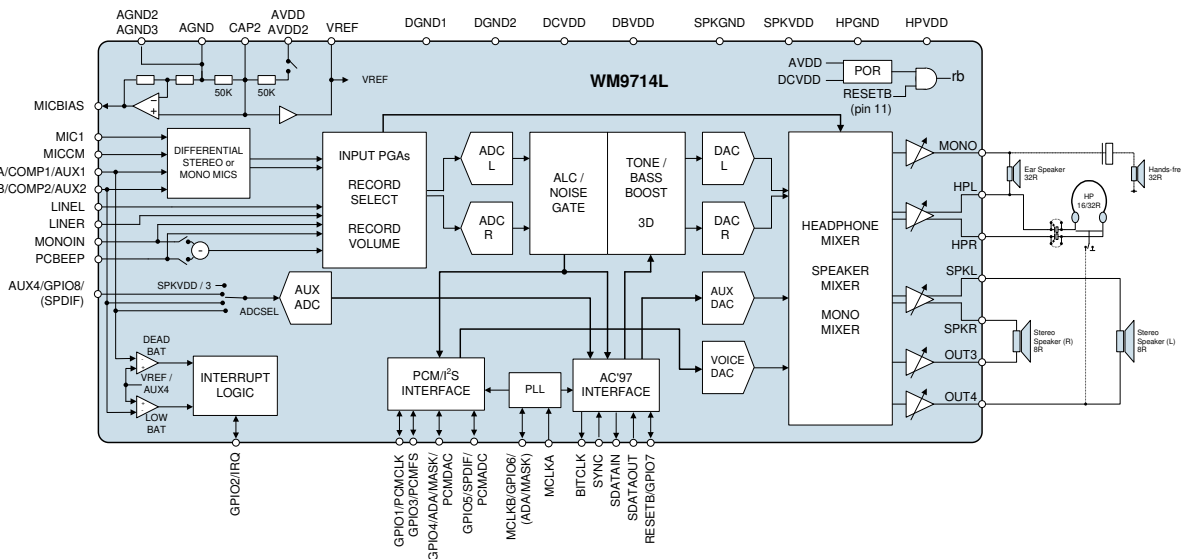 AGND2
AGND3
AGND
CAP2
AVDD
AVDD2
VREF
DGND1
DGND2
DCVDD
DBVDD
SPKGND
SPKVDD
HPGND
HPVDD
VREF
50K
50K
WM9714L
AVDD
DCVDD
POR
rb
RESETB
(pin 11)
MICBIAS
MIC1
MICCM
A/COMP1/AUX1
B/COMP2/AUX2
LINEL
LINER
MONOIN
PCBEEP
AUX4/GPIO8/
(SPDIF)
DIFFERENTIAL
STEREO or
MONO MICS
INPUT PGAs
RECORD
SELECT
RECORD
VOLUME
ADC
L
ADC
R
ALC /
NOISE
GATE
TONE /
BASS
BOOST
3D
DAC
L
DAC
R
HEADPHONE
MIXER
SPEAKER
MIXER
MONO
MIXER
MONO
HPL
HPR
SPKL
SPKR
OUT3
OUT4
Ear Speaker
32R
Hands-fre
32R
HP
16/32R
Stereo
Speaker (R)
8R
Stereo
Speaker (L)
8R
SPKVDD / 3
ADCSEL
AUX
ADC
AUX
DAC
VOICE
DAC
DEAD
BAT
VREF /
AUX4
LOW
BAT
INTERRUPT
LOGIC
PCM/I²S
INTERFACE
PLL
AC'97
INTERFACE
GPIO2/IRQ
GPIO1/PCMCLK
GPIO3/PCMFS
GPIO4/ADA/MASK/
PCMDAC
GPIO5/SPDIF/
PCMADC
MCLKB/GPIO6/
(ADA/MASK)
MCLKA
BITCLK
SYNC
SDATAIN
SDATAOUT
RESETB/GPIO7